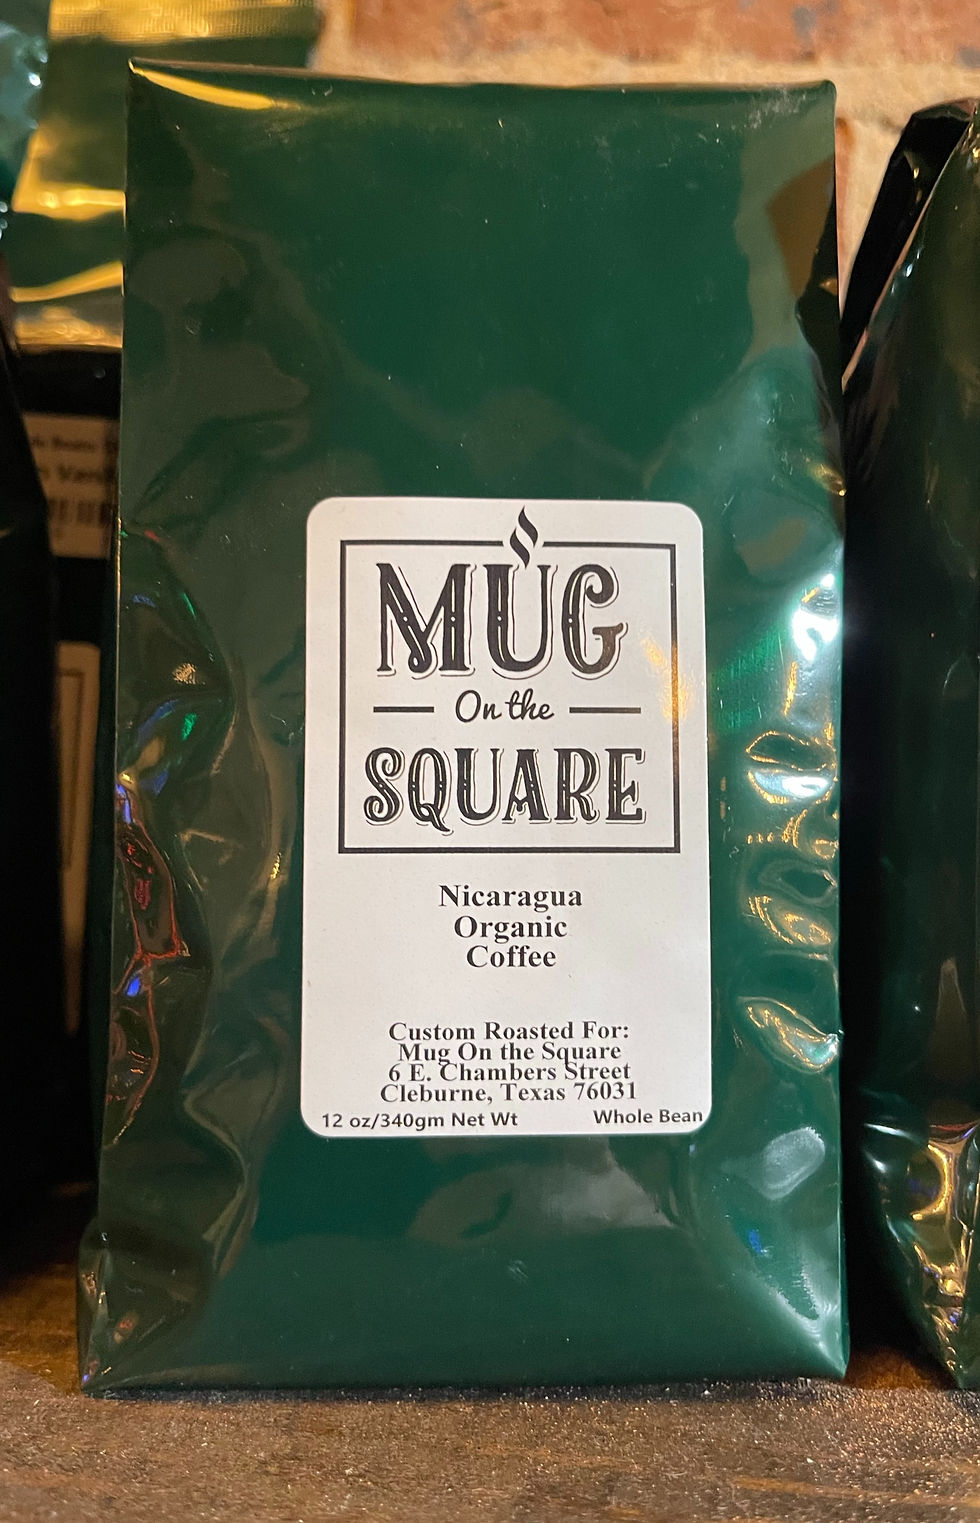 MUG
On the
SQUARE
Nicaragua
Organic
Coffee
Custom Roasted For:
Mug On the Square
6 E. Chambers Street
Cleburne, Texas 76031
12 oz/340gm Net Wt Whole Bean